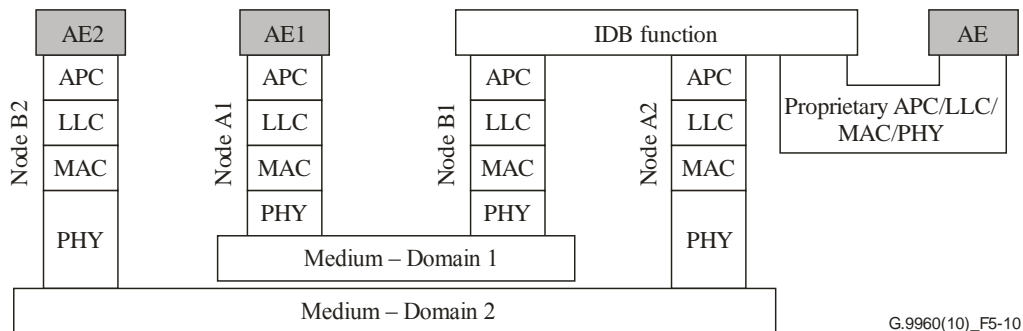 AE2
AE1
IDB function
AE
Node B2
APC
LLC
MAC
PHY
Node A1
APC
LLC
MAC
PHY
Node B1
APC
LLC
MAC
PHY
Node A2
APC
LLC
MAC
PHY
Proprietary APC/LLC/
MAC/PHY
Medium – Domain 1
Medium – Domain 2
G.9960(10)_F5-10